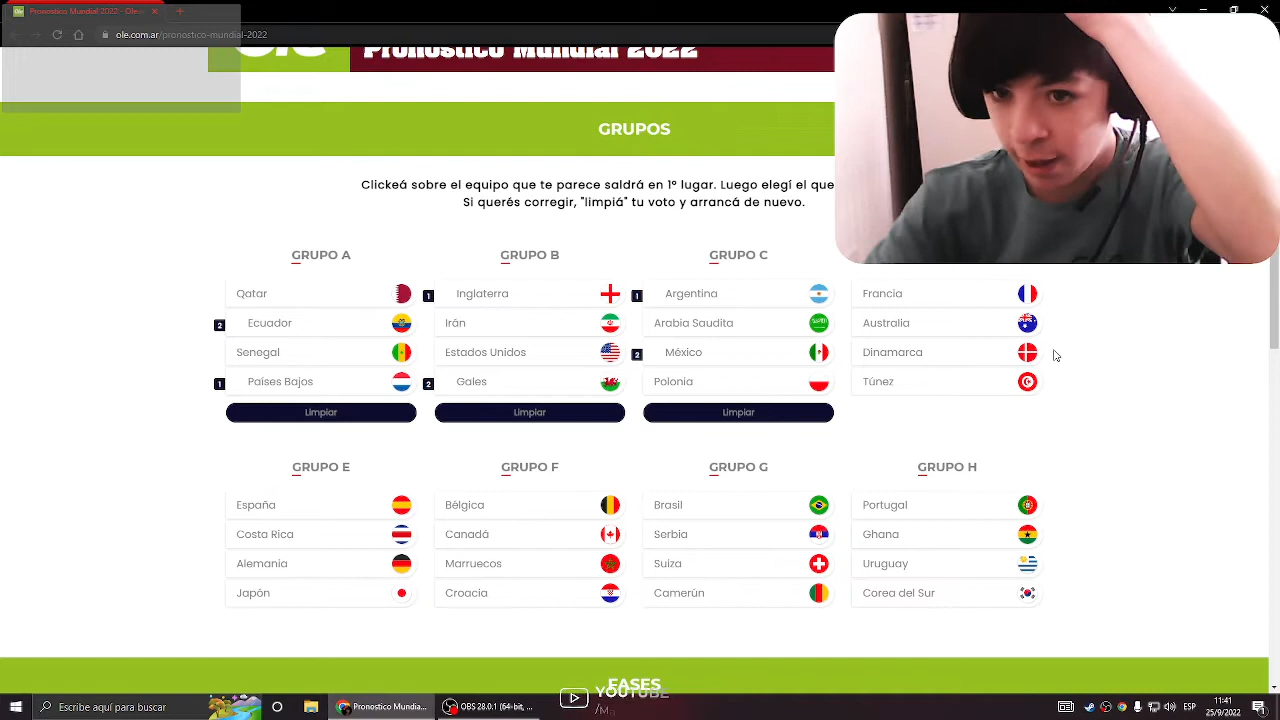 Pronostico Mundial 2022: - Ole
ole.com.ar/pronostico-mundial-2022
Pronostico Mundial 2022
GRUPOS
Clickeá sobre el equipo que te parece saldrá en 1° lugar. Luego elegí el que
Si querés corregir, "limpiá" tu voto y arrancá de nuevo.
GRUPO A
Qatar
2 Ecuador
Senegal
1 Países Bajos
Limpiar
GRUPO B
1 Inglaterra
Irán
Estados Unidos
2 Gales
Limpiar
GRUPO C
1 Argentina
Arabia Saudita
2 México
Polonia
Limpiar
Francia
Australia
Dinamarca
Túnez
GRUPO E
España
Costa Rica
Alemania
Japón
GRUPO F
Bélgica
Canadá
Marruecos
Croacia
GRUPO G
Brasil
Serbia
Suiza
Camerún
GRUPO H
Portugal
Ghana
Uruguay
Corea del Sur
FASES
YOUTUBE
Escribe aquí para buscar
Pronostico Mundia...
OBS 28.0.1 (64-bit...
ESP
11:41
25/9/2022